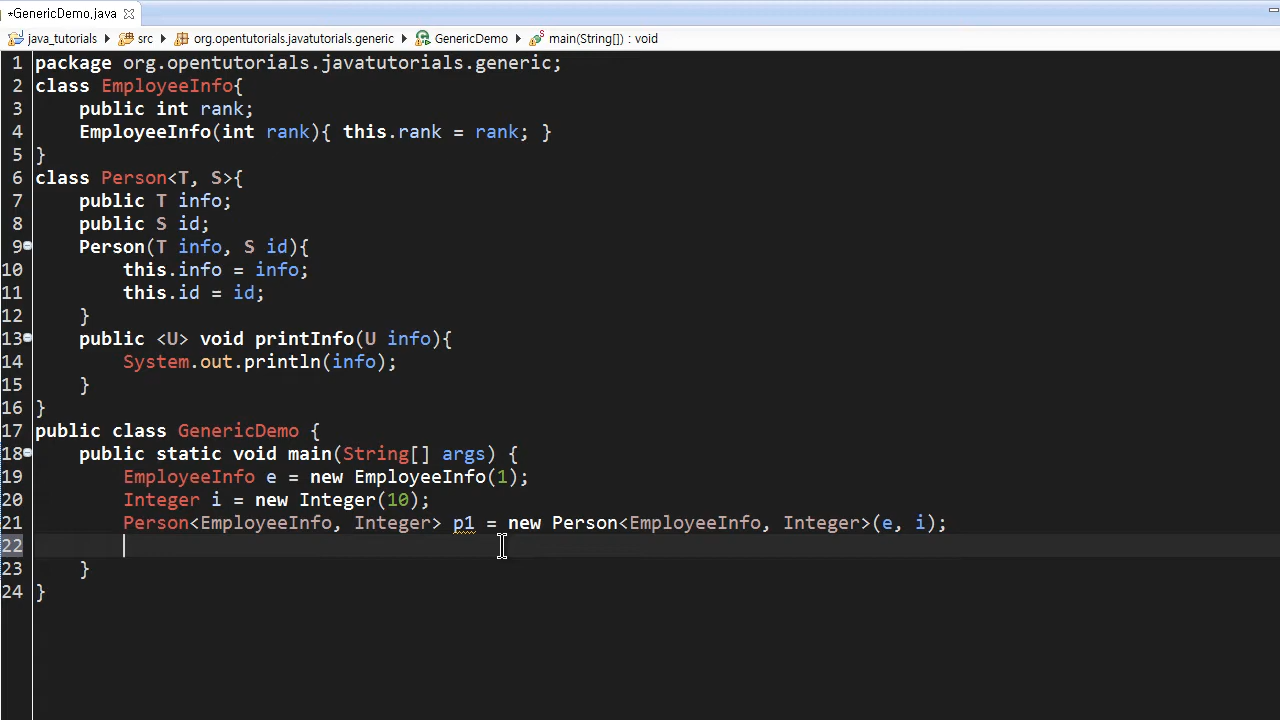 *GenericDemo.java
java_tutorials src org.opentutorials.javatutorials.generic GenericDemo main(String[]) : void
1 package org.opentutorials.javatutorials.generic;
2 class EmployeeInfo{
3     public int rank;
4     EmployeeInfo(int rank){ this.rank = rank; }
5 }
6 class Person<T, S>{
7     public T info;
8     public S id;
9     Person(T info, S id){
10         this.info = info;
11         this.id = id;
12     }
13     public <U> void printInfo(U info){
14         System.out.println(info);
15     }
16 }
17 public class GenericDemo {
18     public static void main(String[] args) {
19         EmployeeInfo e = new EmployeeInfo(1);
20         Integer i = new Integer(10);
21         Person<EmployeeInfo, Integer> p1 = new Person<EmployeeInfo, Integer>(e, i);
22
23     }
24 }